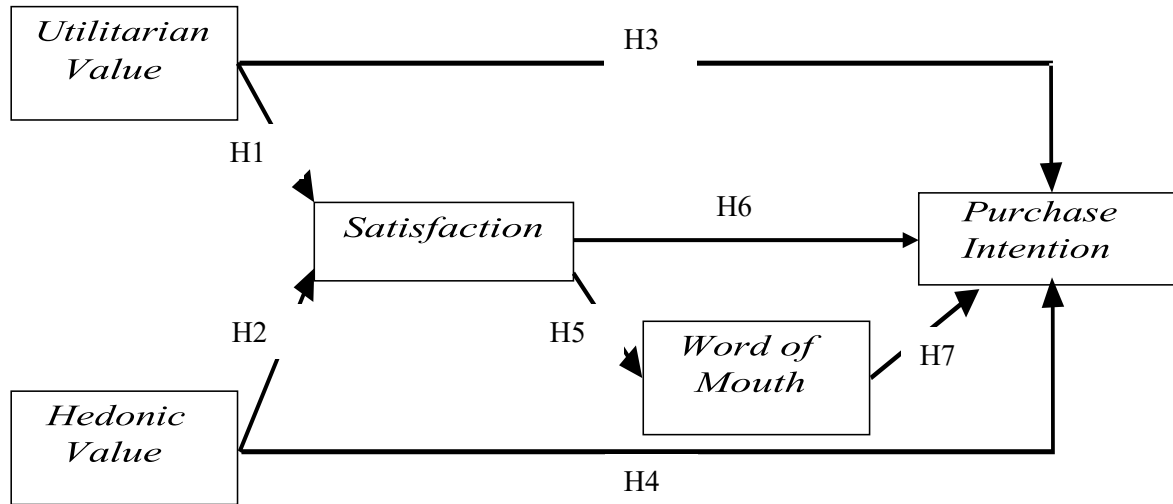 Utilitarian
Value
H3
H1
Satisfaction
H6
Purchase
Intention
H2
H5
Word of
Mouth
H7
Hedonic
Value
H4